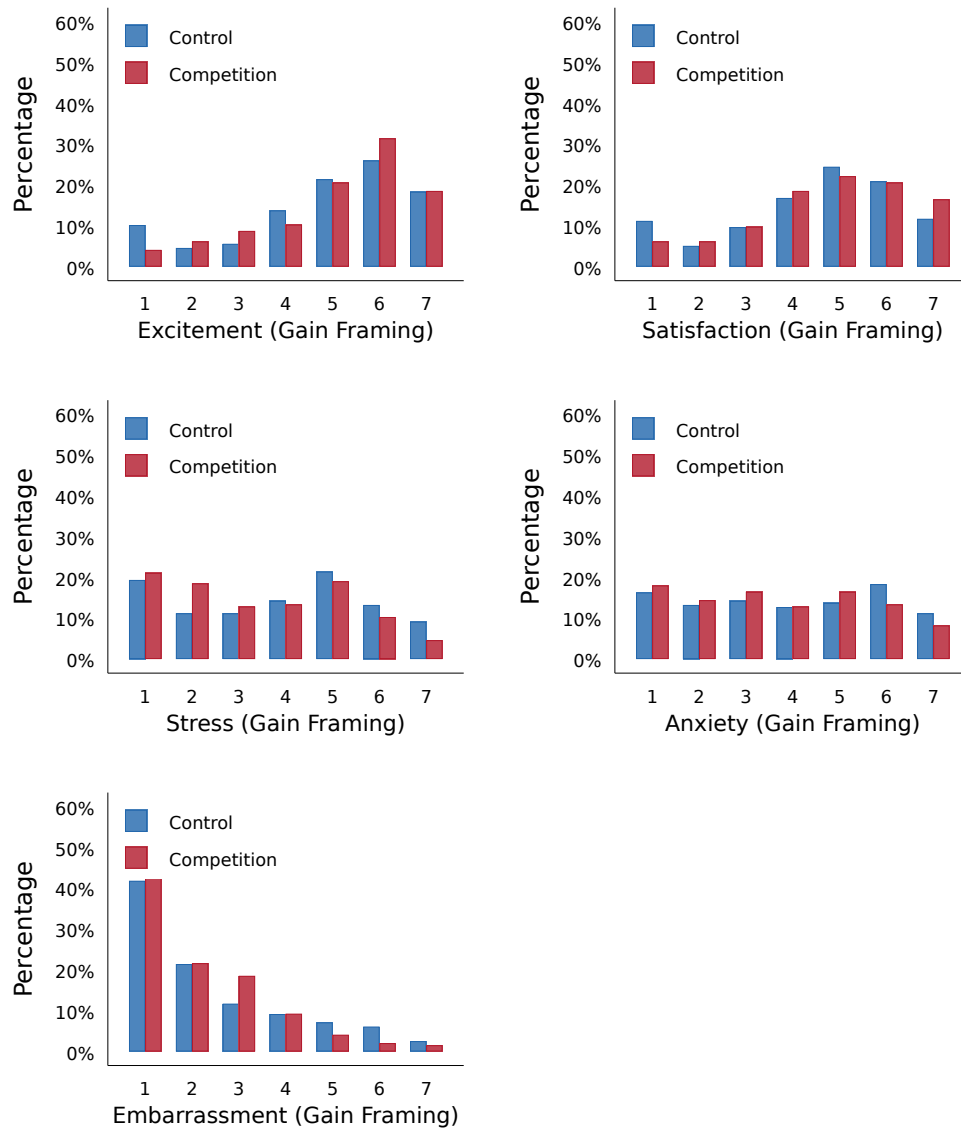 60%
50%
40%
30%
20%
10%
0%
Percentage
Control
Competition
1 2 3 4 5 6 7
Excitement (Gain Framing)
60%
50%
40%
30%
20%
10%
0%
Percentage
Control
Competition
1 2 3 4 5 6 7
Satisfaction (Gain Framing)
60%
50%
40%
30%
20%
10%
0%
Percentage
Control
Competition
1 2 3 4 5 6 7
Stress (Gain Framing)
60%
50%
40%
30%
20%
10%
0%
Percentage
Control
Competition
1 2 3 4 5 6 7
Anxiety (Gain Framing)
60%
50%
40%
30%
20%
10%
0%
Percentage
Control
Competition
1 2 3 4 5 6 7
Embarrassment (Gain Framing)